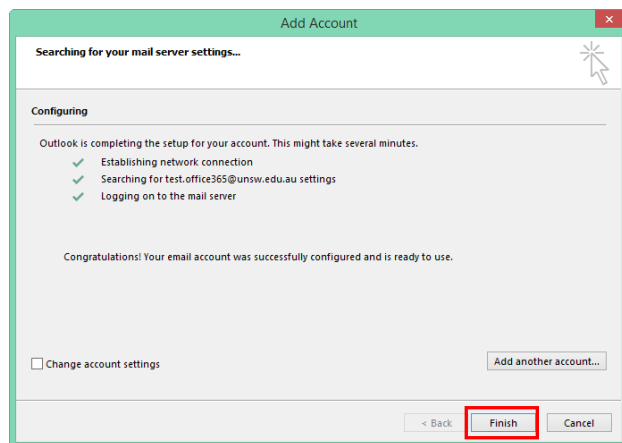 Add Account
Searching for your mail server settings...
Configuring
Outlook is completing the setup for your account. This might take several minutes.
Establishing network connection
Searching for test.office365@unsw.edu.au settings
Logging on to the mail server
Congratulations! Your email account was successfully configured and is ready to use.
Change account settings
Add another account...
< Back
Finish
Cancel